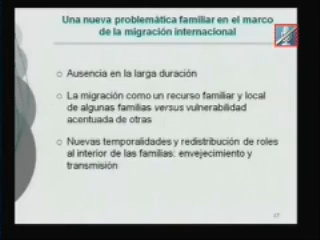 Una nueva problemática familiar en el marco
de la migración internacional
o Ausencia en la larga duración
o La migración como un recurso familiar y local
de algunas familias versus vulnerabilidad
acentuada de otras
o Nuevas temporalidades y redistribución de roles
al interior de las familias: envejecimiento y
transmisión
17